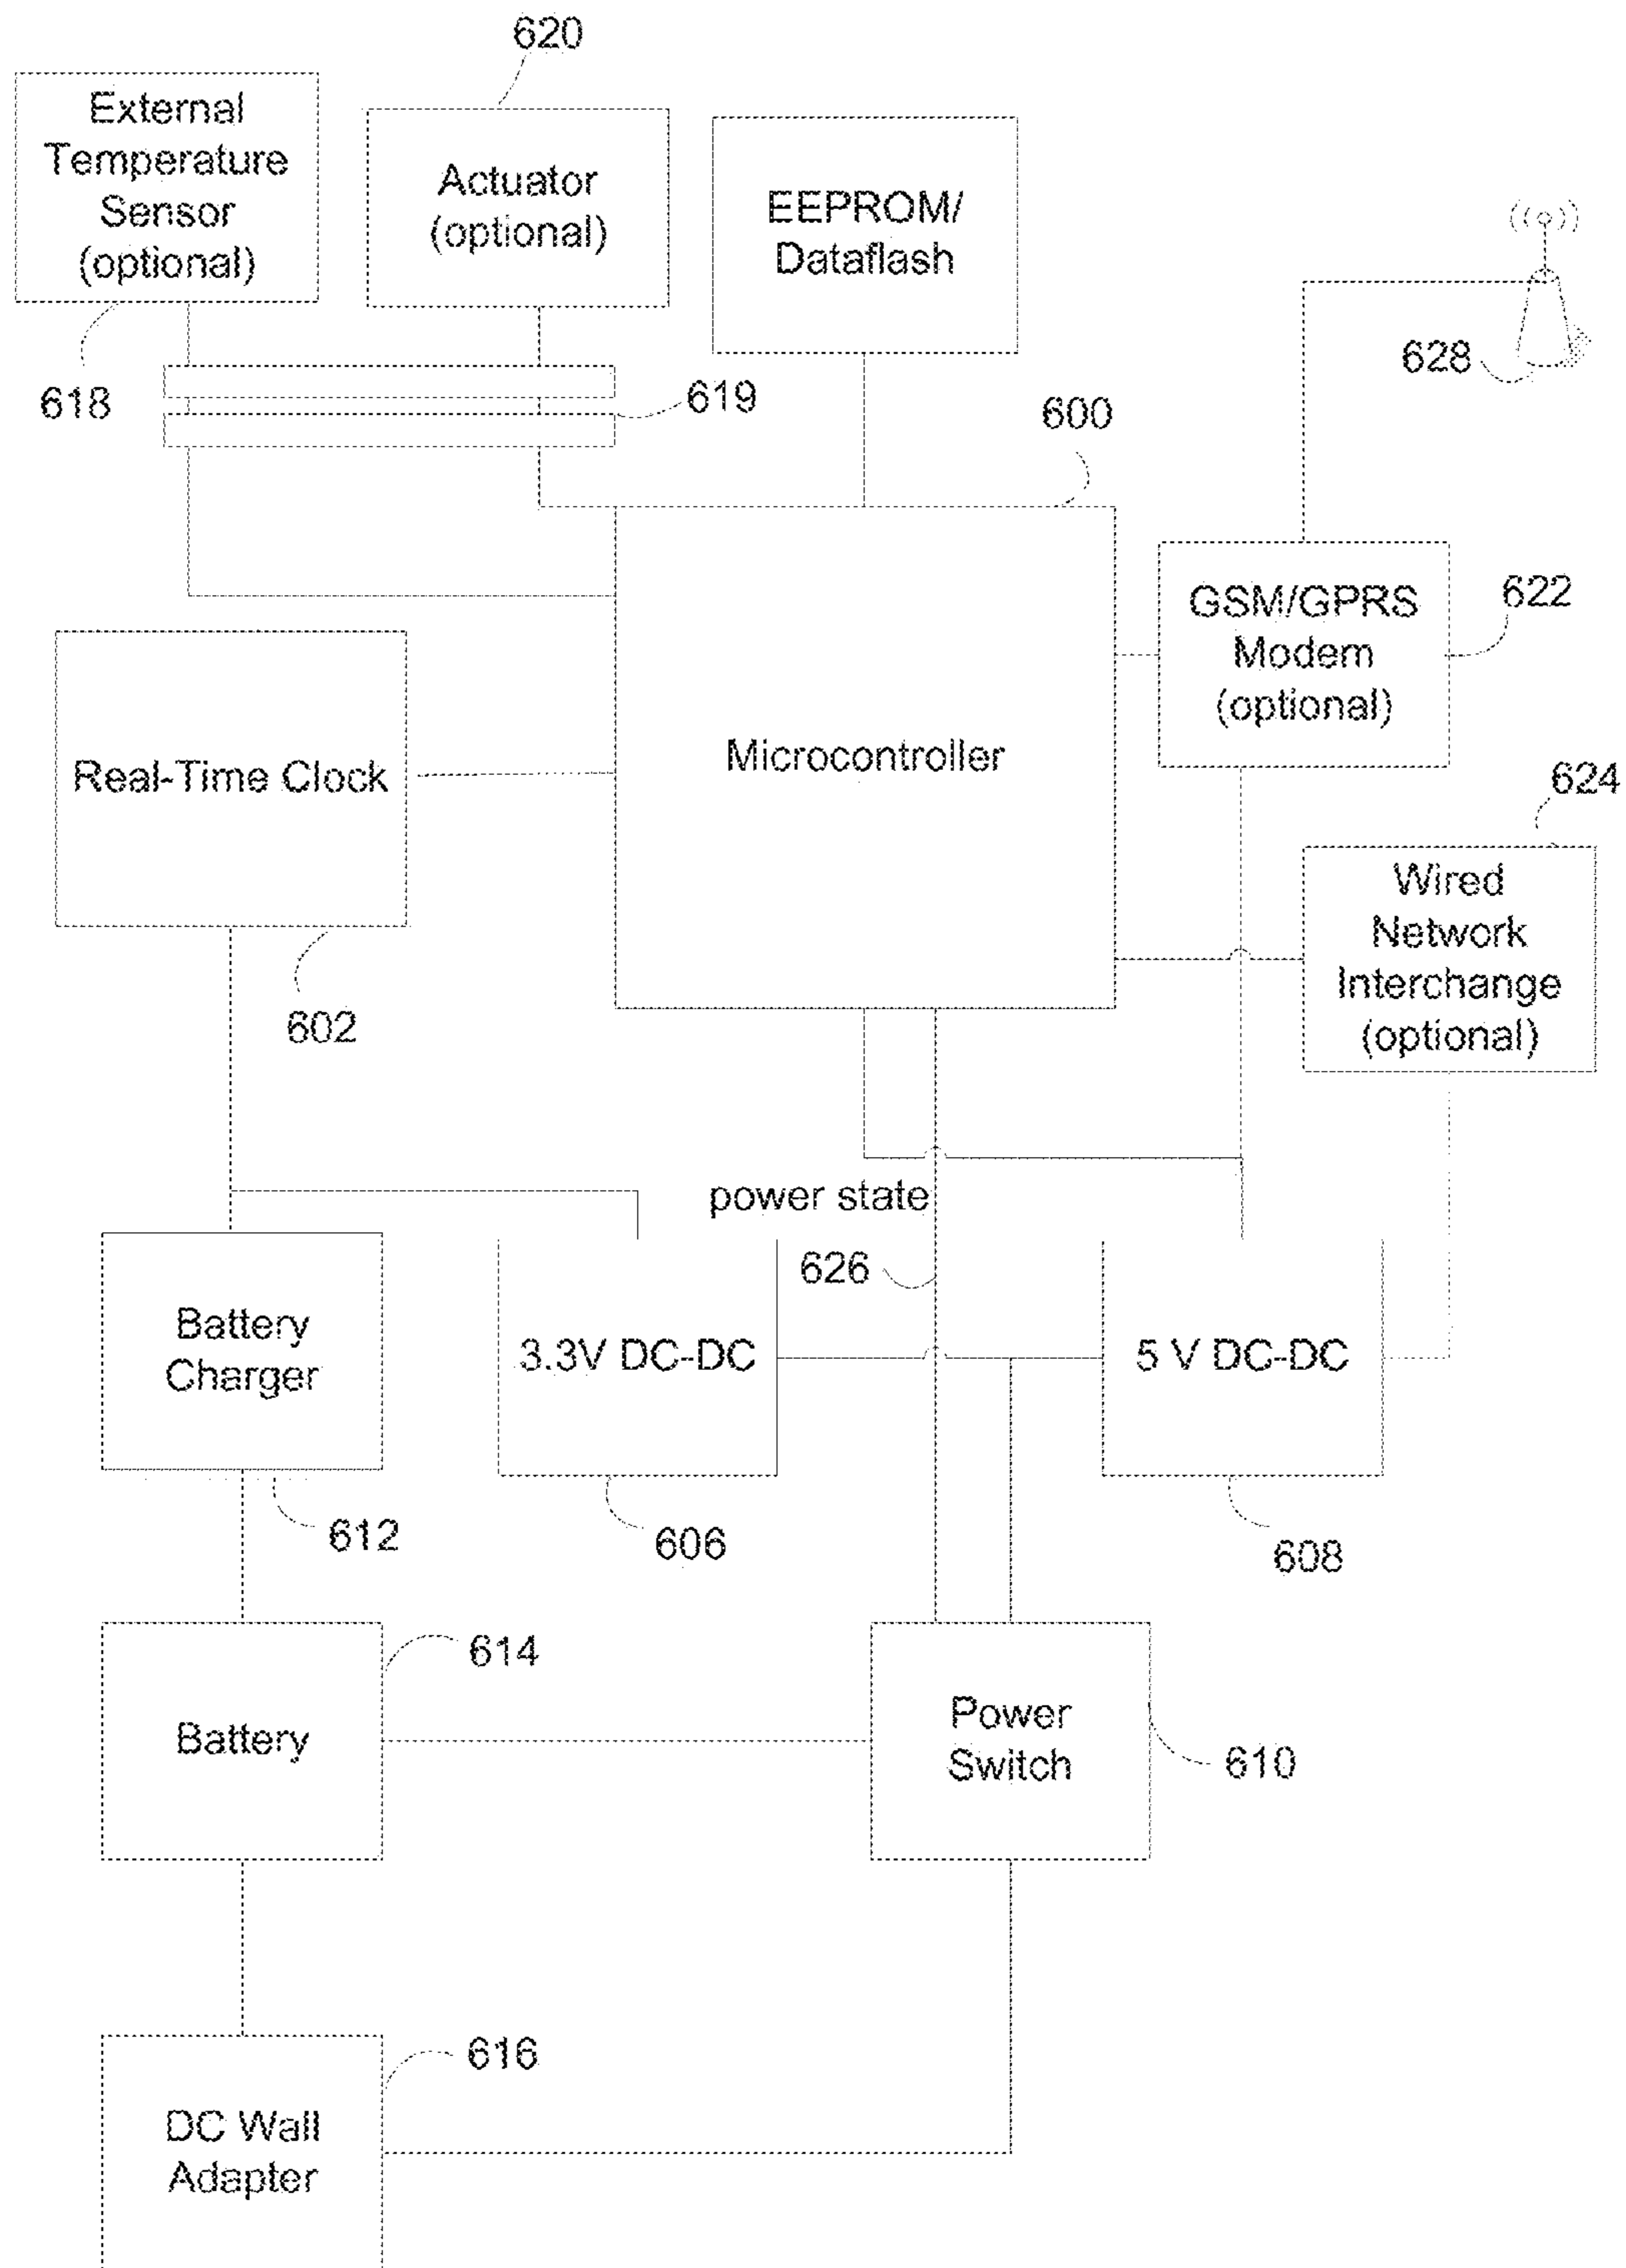 620
External
Temperature
Sensor
(optional)
Actuator
(optional)
EEPROM/
Dataflash
628
618
619
600
GSM/GPRS
Modem
(optional)
622
Real-Time Clock
Microcontroller
624
Wired
Network
Interchange
(optional)
602
power state
626
Battery
Charger
3.3V DC-DC
5 V DC-DC
612
606
608
614
Battery
Power
Switch
610
616
DC Wall
Adapter